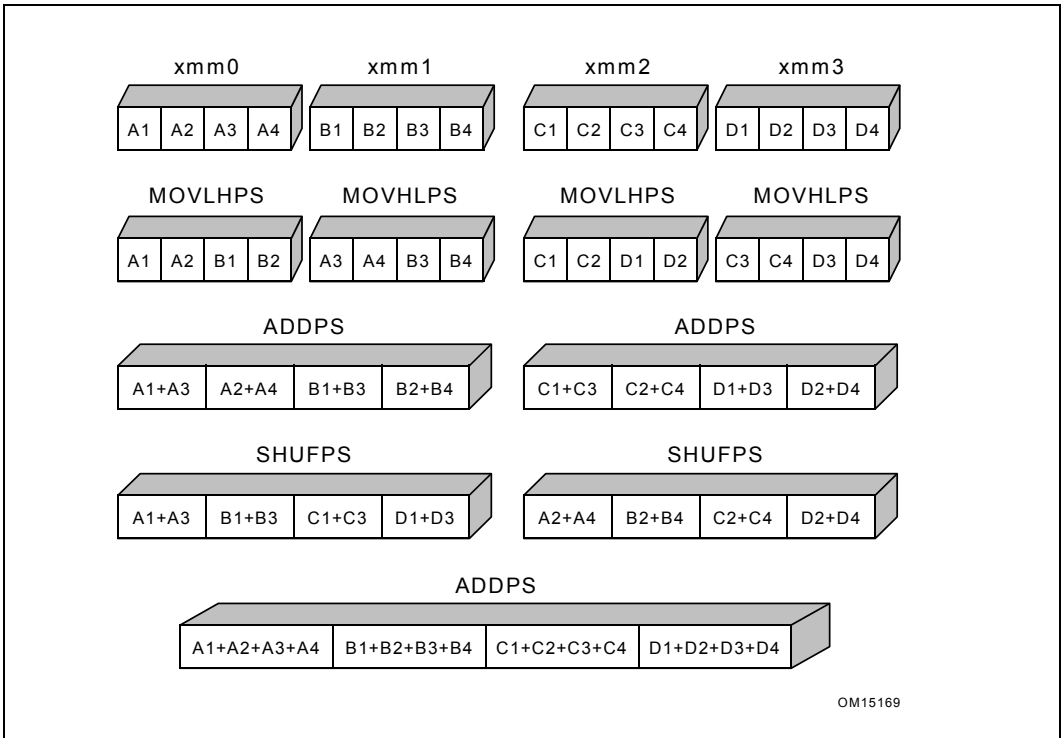 xmm0 xmm1 xmm2 xmm3
A1 A2 A3 A4 B1 B2 B3 B4 C1 C2 C3 C4 D1 D2 D3 D4
MOVLHPS MOVHLPS MOVLHPS MOVHLPS
A1 A2 B1 B2 A3 A4 B3 B4 C1 C2 D1 D2 C3 C4 D3 D4
ADDPS ADDPS
A1+A3 A2+A4 B1+B3 B2+B4 C1+C3 C2+C4 D1+D3 D2+D4
SHUFPS SHUFPS
A1+A3 B1+B3 C1+C3 D1+D3 A2+A4 B2+B4 C2+C4 D2+D4
ADDPS
A1+A2+A3+A4 B1+B2+B3+B4 C1+C2+C3+C4 D1+D2+D3+D4
OM15169